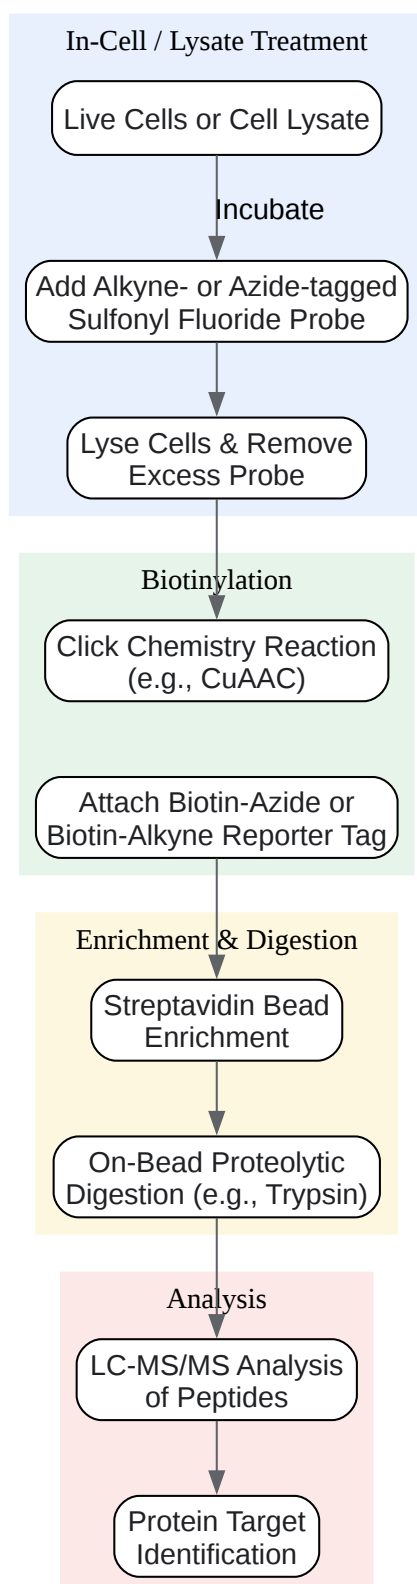 In-Cell / Lysate Treatment
Live Cells or Cell Lysate
Incubate
Add Alkyne- or Azide-tagged
Sulfonyl Fluoride Probe
Lyse Cells & Remove
Excess Probe
Biotinylation
Click Chemistry Reaction
(e.g., CuAAC)
Attach Biotin-Azide or
Biotin-Alkyne Reporter Tag
Enrichment & Digestion
Streptavidin Bead
Enrichment
On-Bead Proteolytic
Digestion (e.g., Trypsin)
Analysis
LC-MS/MS Analysis
of Peptides
Protein Target
Identification